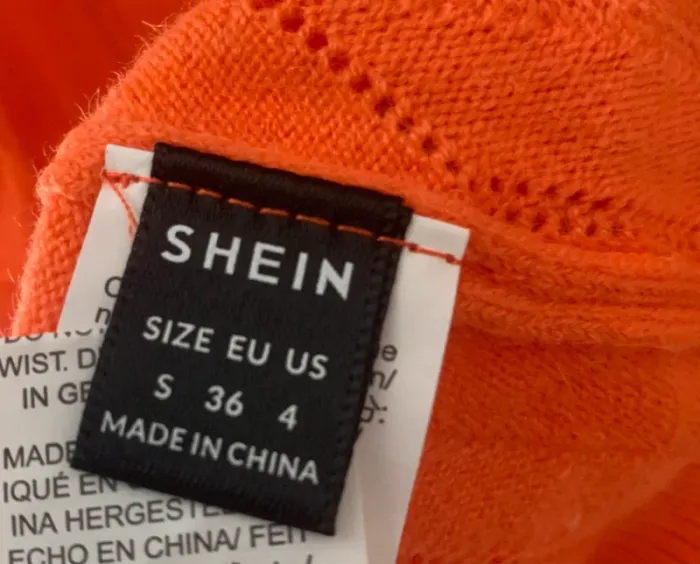 SHEIN
SIZE EU US
S 36 4
MADE IN CHINA
WIST. D
IN GE
MADE
IQUÉ EN
INA HERGESTE
ECHO EN CHINA/ FEIT